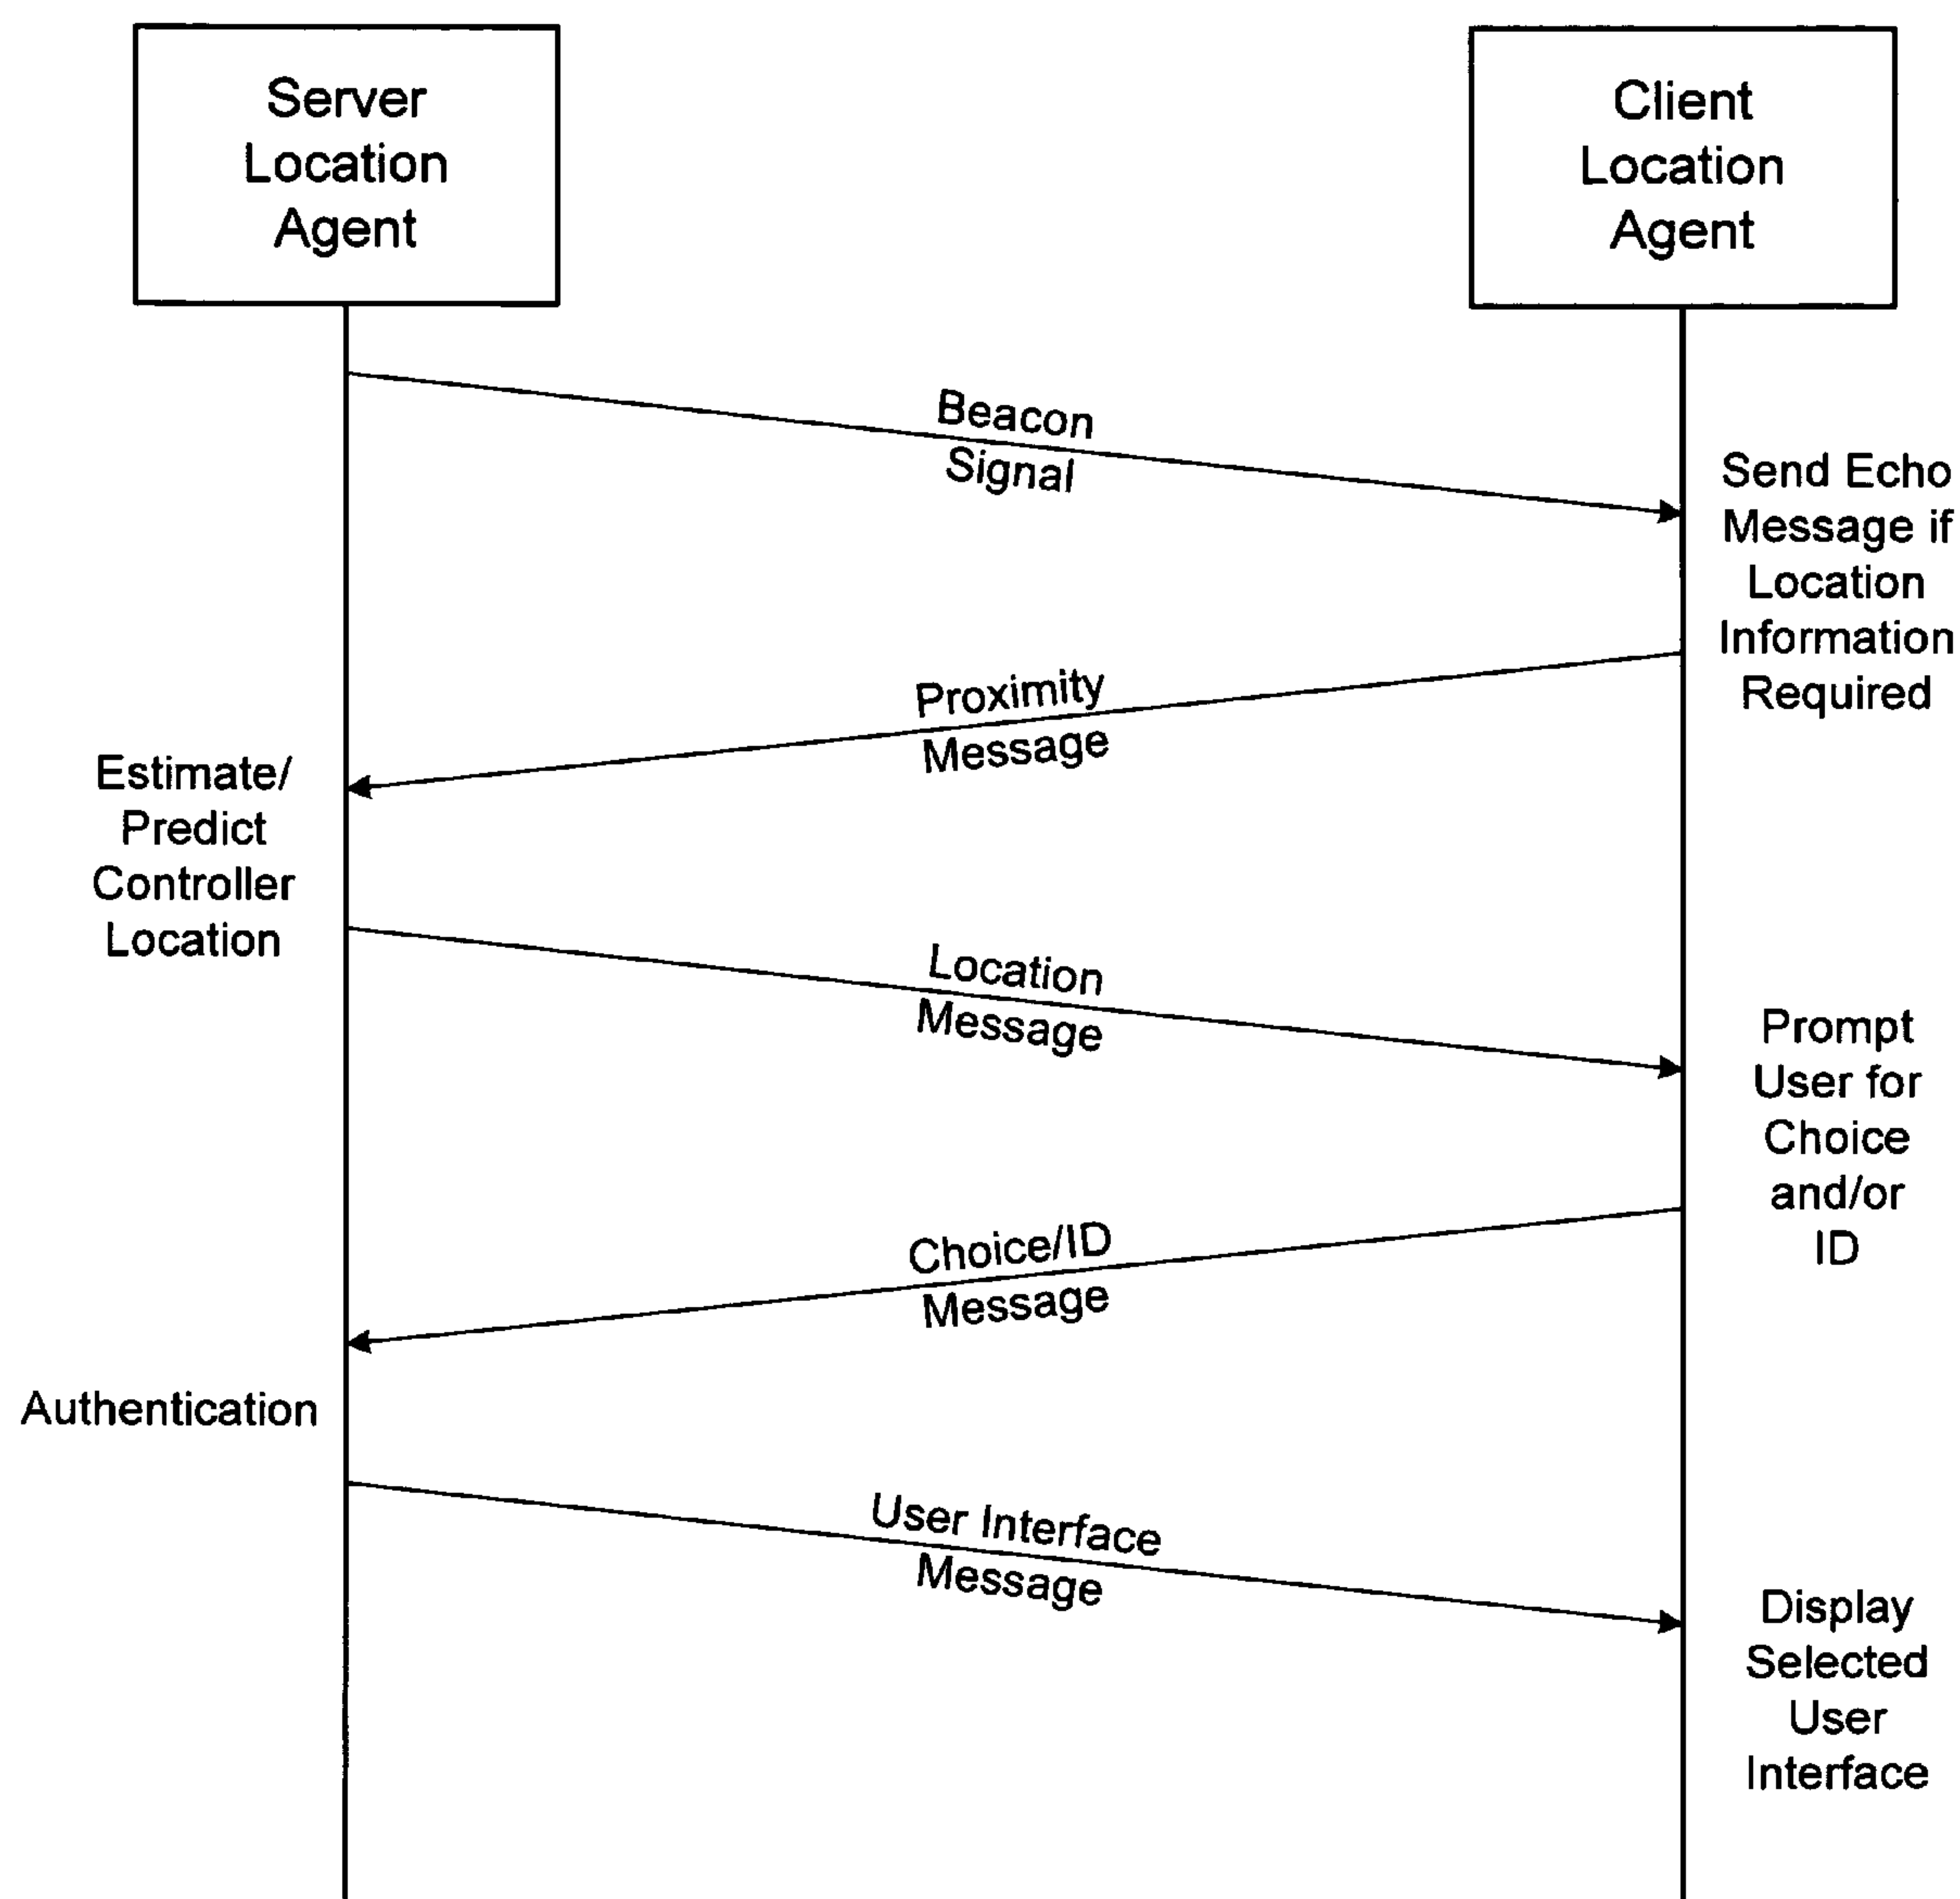 Server
Location
Agent
Client
Location
Agent
Beacon
Signal
Send Echo
Message if
Location
Information
Required
Proximity
Message
Estimate/
Predict
Controller
Location
Location
Message
Prompt
User for
Choice
and/or
ID
Choice/ID
Message
Authentication
User Interface
Message
Display
Selected
User
Interface